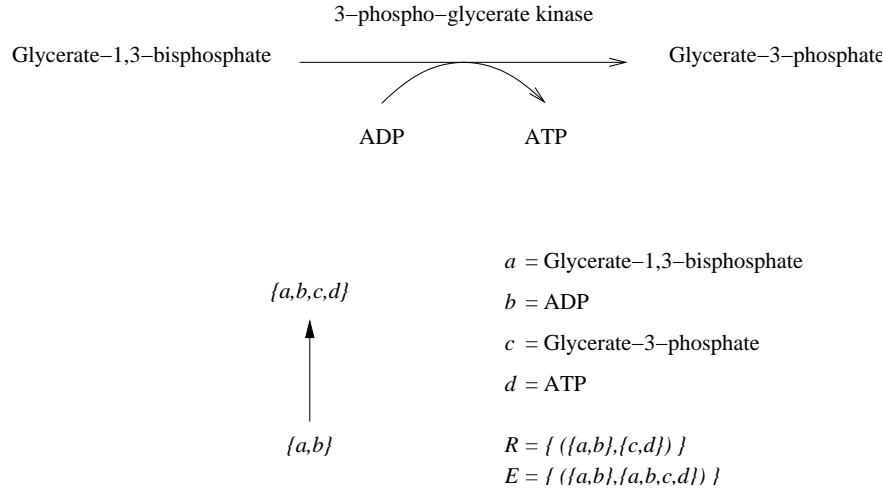 3−phospho−glycerate kinase
Glycerate−1,3−bisphosphate
Glycerate−3−phosphate
ADP
ATP
a = Glycerate−1,3−bisphosphate
{a,b,c,d}
b = ADP
c = Glycerate−3−phosphate
d = ATP
{a,b}
R = { ({a,b},{c,d}) }
E = { ({a,b},{a,b,c,d}) }